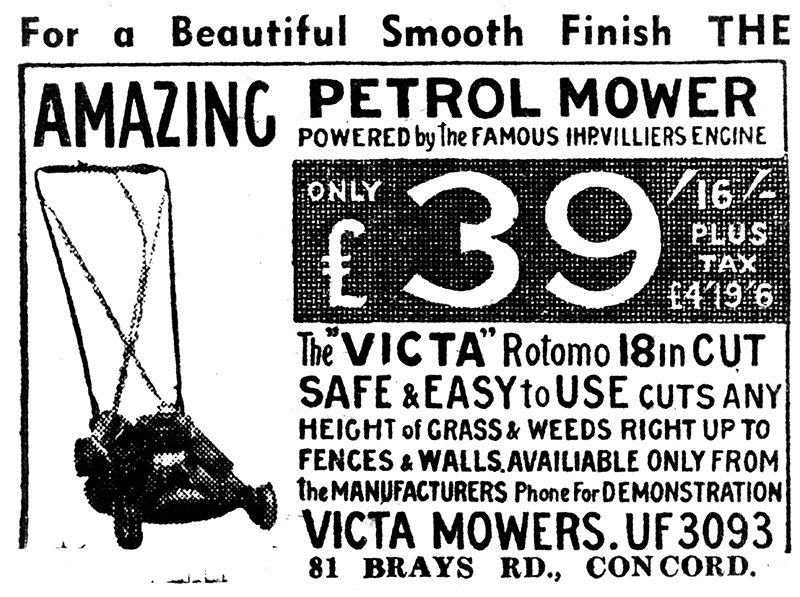 For a Beautiful Smooth Finish THE
AMAZING PETROL MOWER
POWERED by the FAMOUS 1HP. VILLIERS ENGINE
ONLY £39/16/-
PLUS
TAX
£4'19'6
The "VICTA" Rotomo 18in CUT
SAFE & EASY to USE CUTS ANY
HEIGHT of GRASS & WEEDS RIGHT UP TO
FENCES & WALLS. AVAILIABLE ONLY FROM
the MANUFACTURERS Phone For DEMONSTRATION
VICTA MOWERS. UF 3093
81 BRAYS RD., CONCORD.